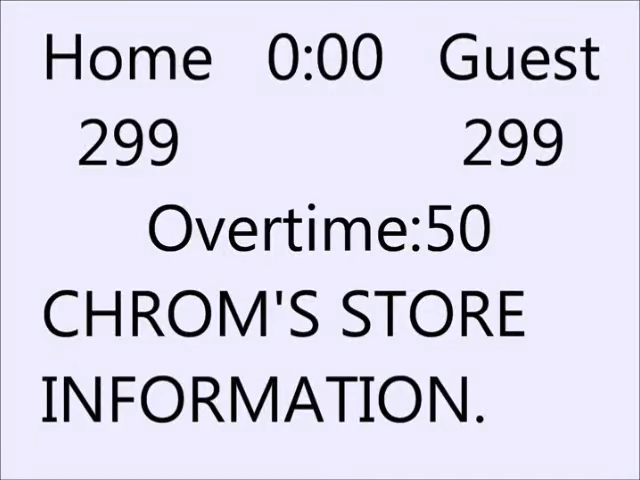 Home 0:00 Guest
299 299
Overtime:50
CHROM'S STORE
INFORMATION.